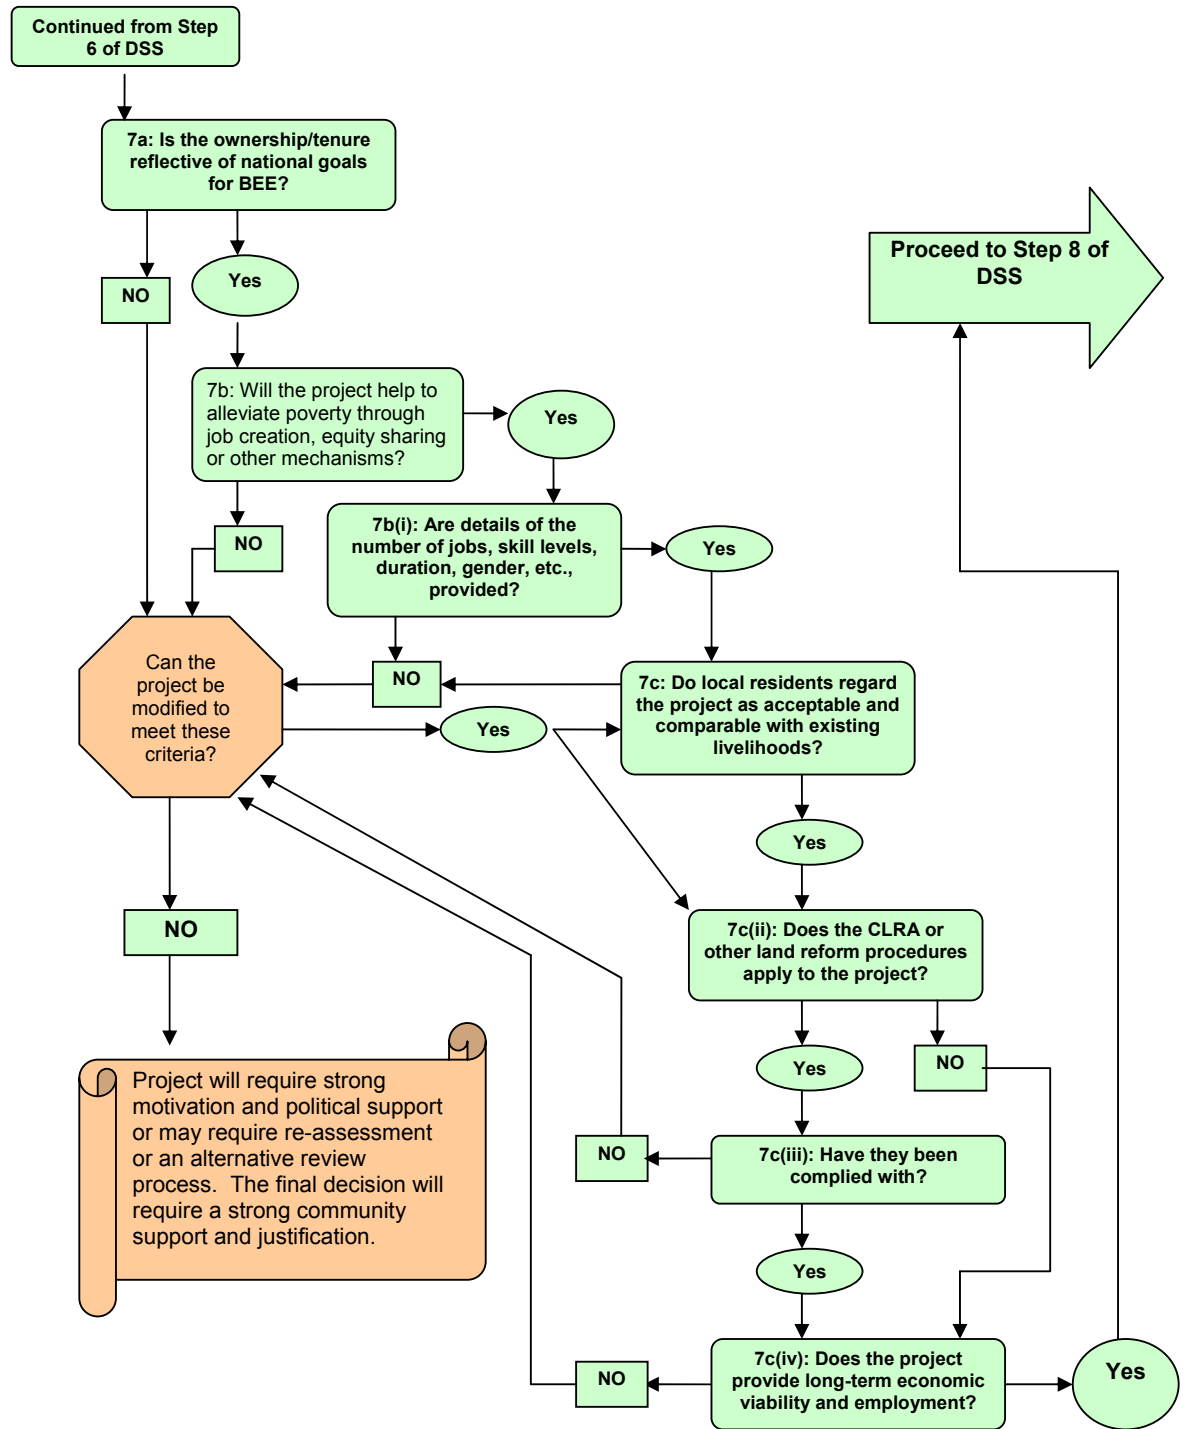 Continued from Step
6 of DSS
7a: Is the ownership/tenure
reflective of national goals
for BEE?
Proceed to Step 8 of
DSS
NO
Yes
7b: Will the project help to
alleviate poverty through
job creation, equity sharing
or other mechanisms?
Yes
NO
7b(i): Are details of the
number of jobs, skill levels,
duration, gender, etc.,
provided?
Yes
Can the
project be
modified to
meet these
criteria?
NO
Yes
7c: Do local residents regard
the project as acceptable and
comparable with existing
livelihoods?
Yes
NO
7c(ii): Does the CLRA or
other land reform procedures
apply to the project?
Yes
NO
Project will require strong
motivation and political support
or may require re-assessment
or an alternative review
process.  The final decision will
require a strong community
support and justification.
NO
7c(iii): Have they been
complied with?
Yes
NO
7c(iv): Does the project
provide long-term economic
viability and employment?
Yes